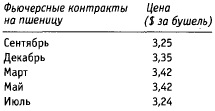 Фьючерсные контракты Цена
на пшеницу ($ за бушель)
Сентябрь 3,25
Декабрь 3,35
Март 3,42
Май 3,42
Июль 3,24